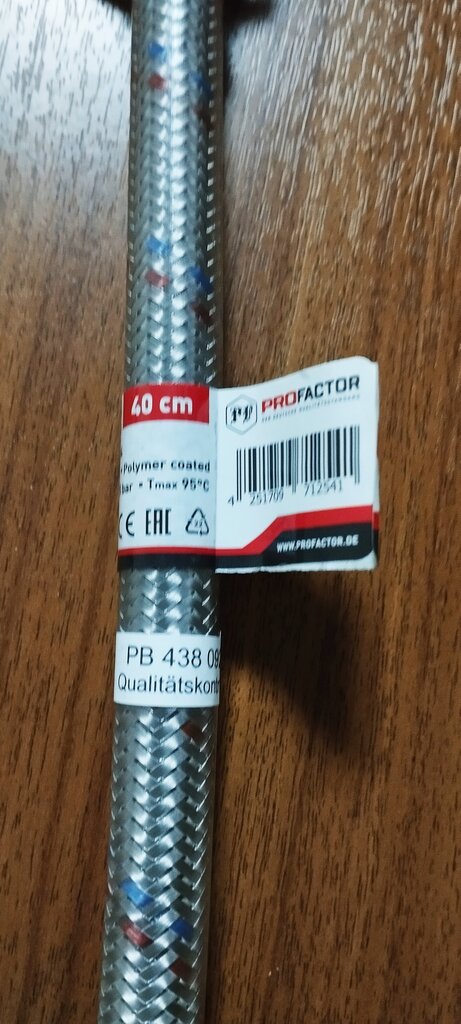 40 cm
Polymer coated
bar • Tmax 95°C
CE EAC
PROFACTOR
4 251709 712541
WWW.PROFACTOR.DE
PB 438 09
Qualitätskont